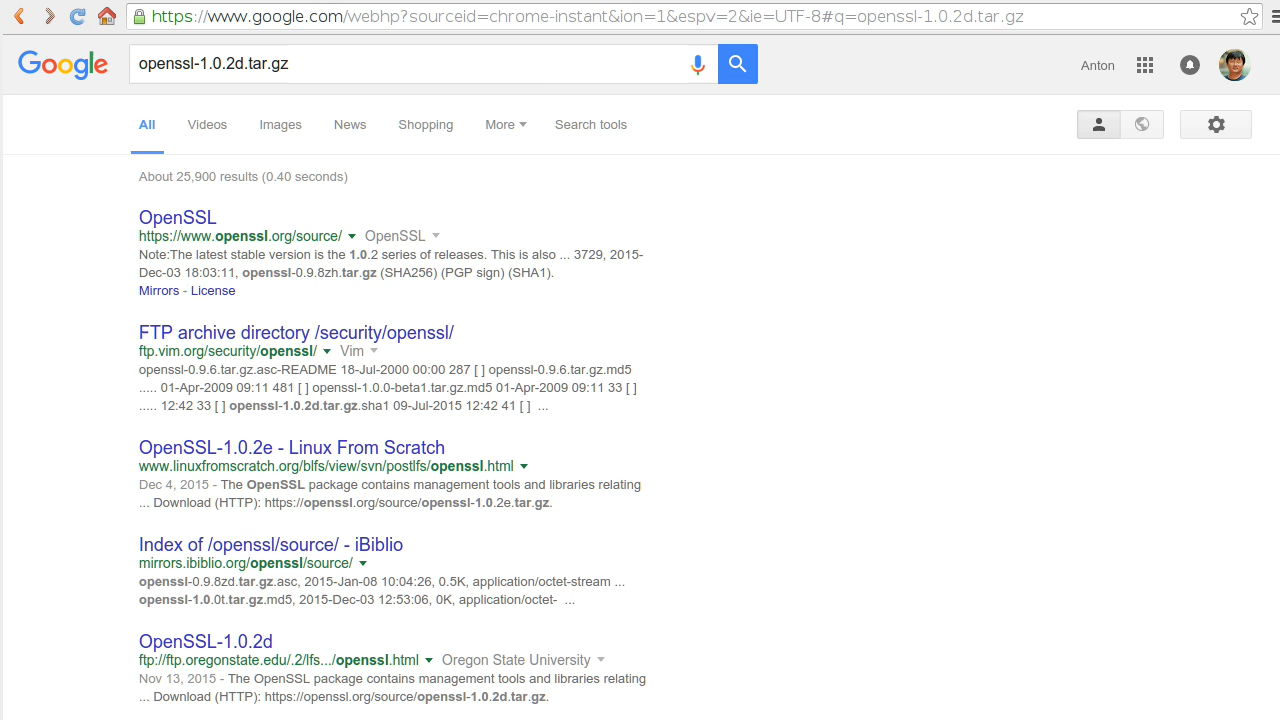 https://www.google.com/webhp?sourceid=chrome-instant&ion=1&espv=2&ie=UTF-8#q=openssl-1.0.2d.tar.gz
Google openssl-1.0.2d.tar.gz Anton
All Videos Images News Shopping More Search tools
About 25,900 results (0.40 seconds)
OpenSSL
https://www.openssl.org/source/ OpenSSL
Note:The latest stable version is the 1.0.2 series of releases. This is also ... 3729, 2015-
Dec-03 18:03:11, openssl-0.9.8zh.tar.gz (SHA256) (PGP sign) (SHA1).
Mirrors - License
FTP archive directory /security/openssl/
ftp.vim.org/security/openssl/ Vim
openssl-0.9.6.tar.gz.asc-README 18-Jul-2000 00:00 287 [ ] openssl-0.9.6.tar.gz.md5
..... 01-Apr-2009 09:11 481 [ ] openssl-1.0.0-beta1.tar.gz.md5 01-Apr-2009 09:11 33 [ ]
..... 12:42 33 [ ] openssl-1.0.2d.tar.gz.sha1 09-Jul-2015 12:42 41 [ ] ...
OpenSSL-1.0.2e - Linux From Scratch
www.linuxfromscratch.org/blfs/view/svn/postlfs/openssl.html
Dec 4, 2015 - The OpenSSL package contains management tools and libraries relating
... Download (HTTP): https://openssl.org/source/openssl-1.0.2e.tar.gz.
Index of /openssl/source/ - iBiblio
mirrors.ibiblio.org/openssl/source/
openssl-0.9.8zd.tar.gz.asc, 2015-Jan-08 10:04:26, 0.5K, application/octet-stream ...
openssl-1.0.0t.tar.gz.md5, 2015-Dec-03 12:53:06, 0K, application/octet- ...
OpenSSL-1.0.2d
ftp://ftp.oregonstate.edu/.2/lfs.../openssl.html Oregon State University
Nov 13, 2015 - The OpenSSL package contains management tools and libraries relating
... Download (HTTP): https://openssl.org/source/openssl-1.0.2d.tar.gz.